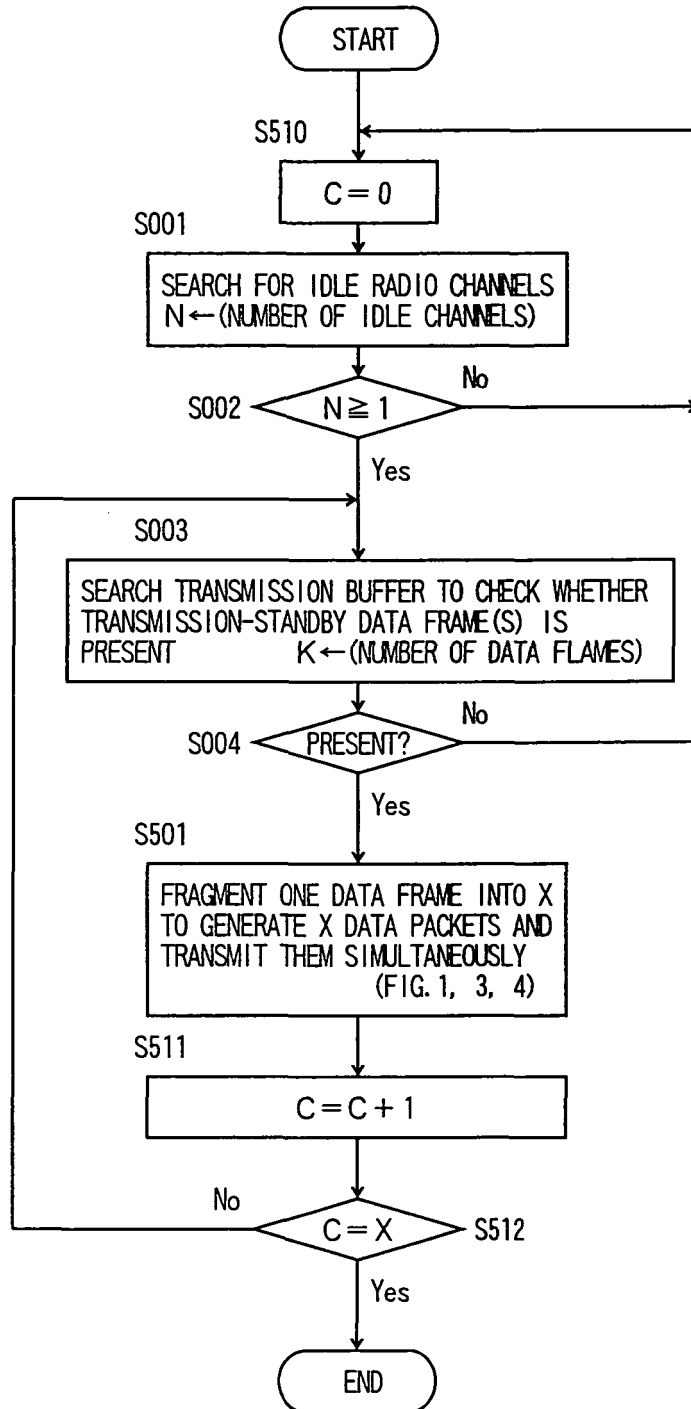 START
S510
C=0
S001
SEARCH FOR IDLE RADIO CHANNELS
N←(NUMBER OF IDLE CHANNELS)
No
S002
N≧1
Yes
S003
SEARCH TRANSMISSION BUFFER TO CHECK WHETHER
TRANSMISSION-STANDBY DATA FRAME(S) IS
PRESENT K←(NUMBER OF DATA FLAMES)
No
S004
PRESENT?
Yes
S501
FRAGMENT ONE DATA FRAME INTO X
TO GENERATE X DATA PACKETS AND
TRANSMIT THEM SIMULTANEOUSLY
(FIG.1, 3, 4)
S511
C=C+1
No
C=X
S512
Yes
END